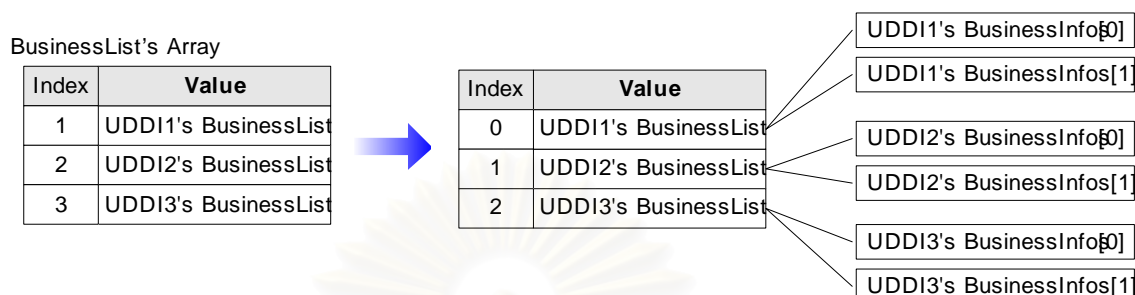 BusinessList's Array
Index Value
1 UDDI1's BusinessList
2 UDDI2's BusinessList
3 UDDI3's BusinessList
Index Value
0 UDDI1's BusinessList
1 UDDI2's BusinessList
2 UDDI3's BusinessList
UDDI1's BusinessInfos[0]
UDDI1's BusinessInfos[1]
UDDI2's BusinessInfos[0]
UDDI2's BusinessInfos[1]
UDDI3's BusinessInfos[0]
UDDI3's BusinessInfos[1]